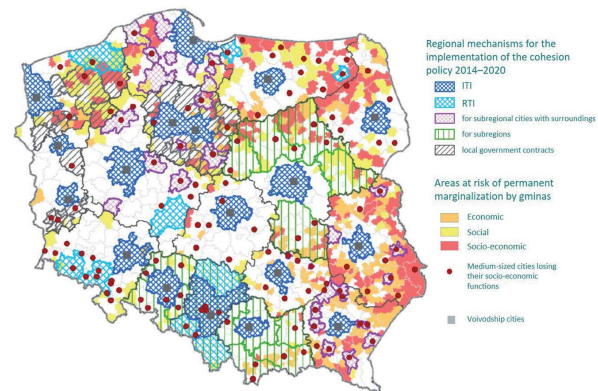 Regional mechanisms for the
implementation of the cohesion
policy 2014–2020
ITI
RTI
for subregional cities with surroundings
for subregions
local government contracts
Areas at risk of permanent
marginalization by gminas
Economic
Social
Socio-economic
Medium-sized cities losing
their socio-economic
functions
Voivodship cities